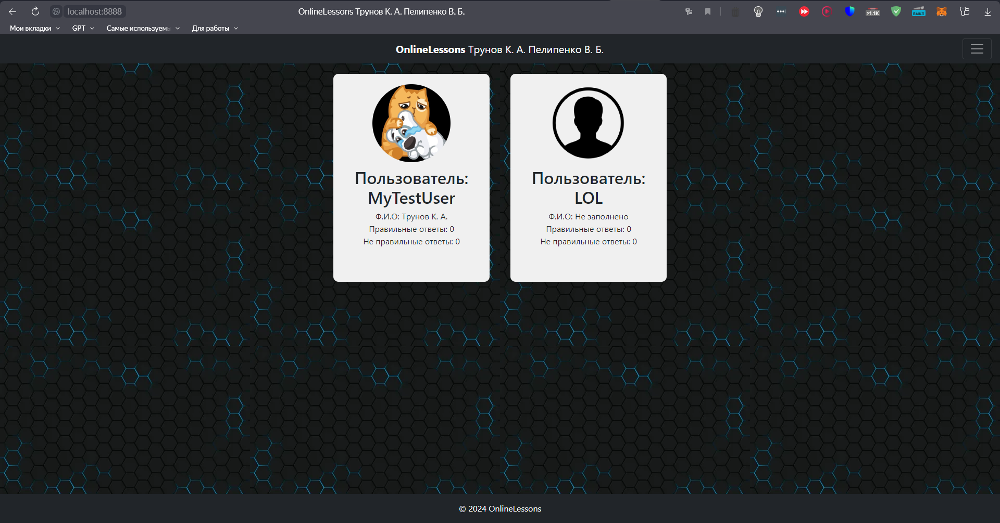 localhost:8888
OnlineLessons Трунов К. А. Пелипенко В. Б.
>1.1K
выкл
Мои вкладки
GPT
Самые используемы
Для работы
OnlineLessons Трунов К. А. Пелипенко В. Б.
Пользователь:
MyTestUser
Ф.И.О: Трунов К. А.
Правильные ответы: 0
Не правильные ответы: 0
Пользователь:
LOL
Ф.И.О: Не заполнено
Правильные ответы: 0
Не правильные ответы: 0
© 2024 OnlineLessons